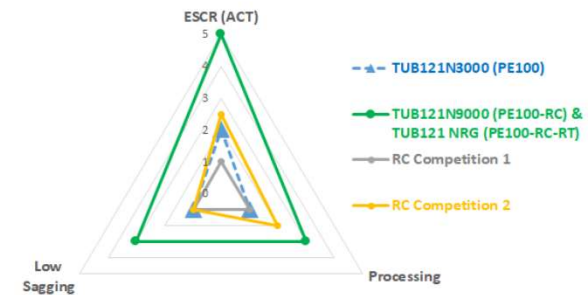 ESCR (ACT)
5
4
3
2
1
0
Low
Sagging
Processing
TUB121N3000 (PE100)
TUB121N9000 (PE100-RC) &
TUB121 NRG (PE100-RC-RT)
RC Competition 1
RC Competition 2